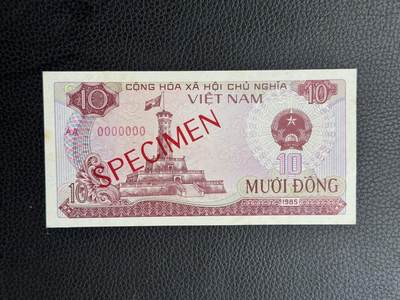 CỘNG HÒA XÃ HỘI CHỦ NGHĨA
VIỆT NAM
10
10
AA 0000000
SPECIMEN
10
10
MƯỜI ĐỒNG
1985